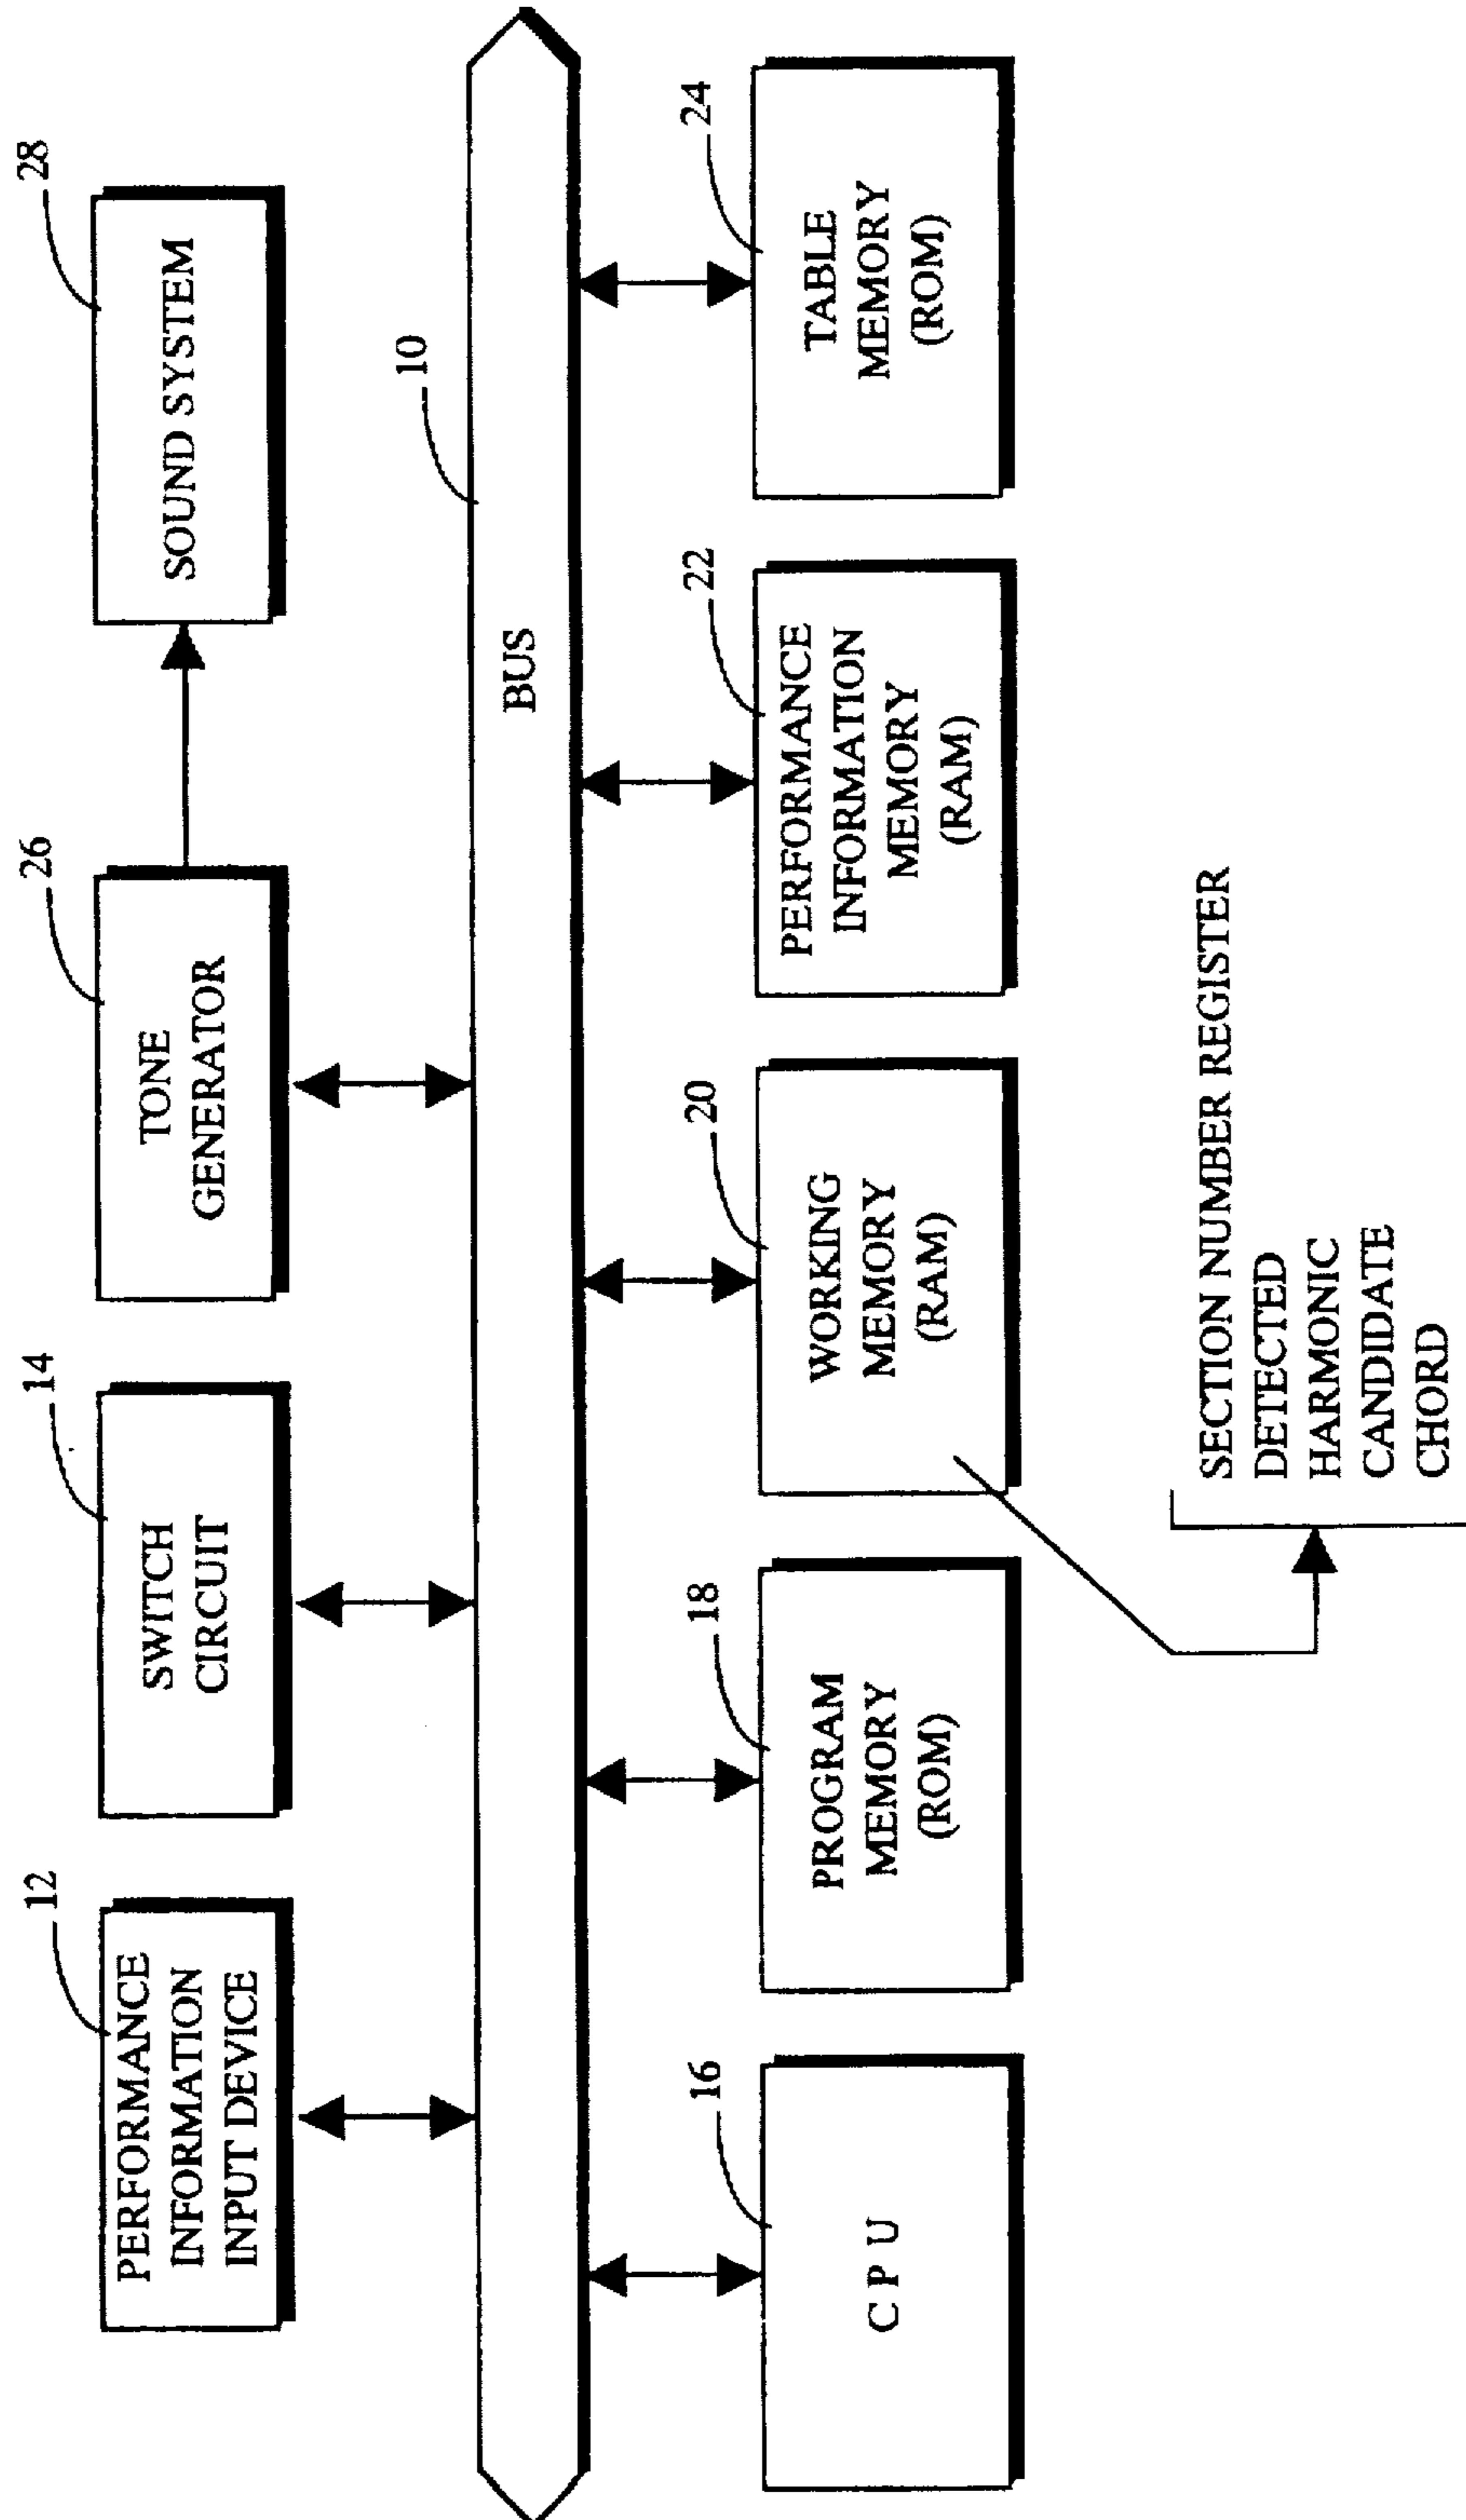 12
PERFORMANCE
INFORMATION
INPUT DEVICE
14
SWITCH
CIRCUIT
26
TONE
GENERATOR
28
SOUND SYSTEM
10
BUS
16
C P U
18
PROGRAM
MEMORY
(ROM)
20
WORKING
MEMORY
(RAM)
22
PERFORMANCE
INFORMATION
MEMORY
(RAM)
24
TABLE
MEMORY
(ROM)
SECTION NUMBER REGISTER
DETECTED
HARMONIC
CANDIDATE
CHORD